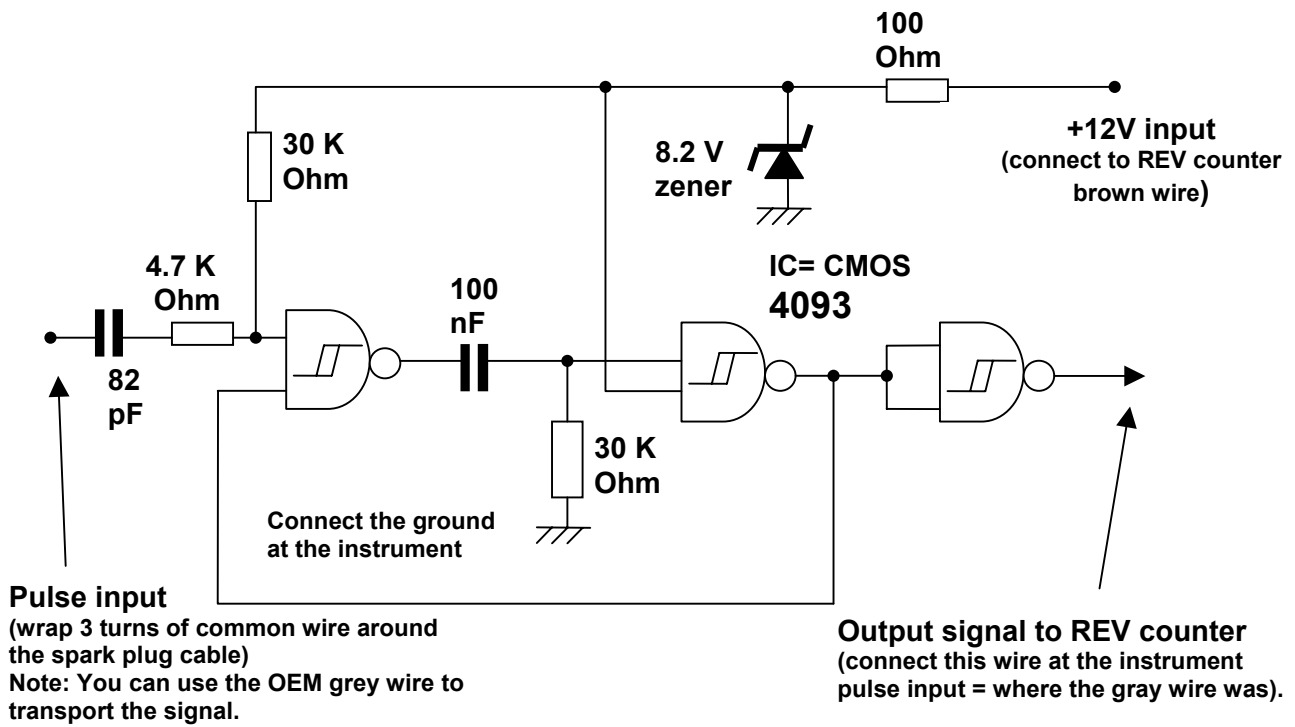 100
Ohm
+12V input
(connect to REV counter
brown wire)
30 K
Ohm
8.2 V
zener
4.7 K
Ohm
100
nF
IC= CMOS
4093
82
pF
30 K
Ohm
Connect the ground
at the instrument
Pulse input
(wrap 3 turns of common wire around
the spark plug cable)
Note: You can use the OEM grey wire to
transport the signal.
Output signal to REV counter
(connect this wire at the instrument
pulse input = where the gray wire was).